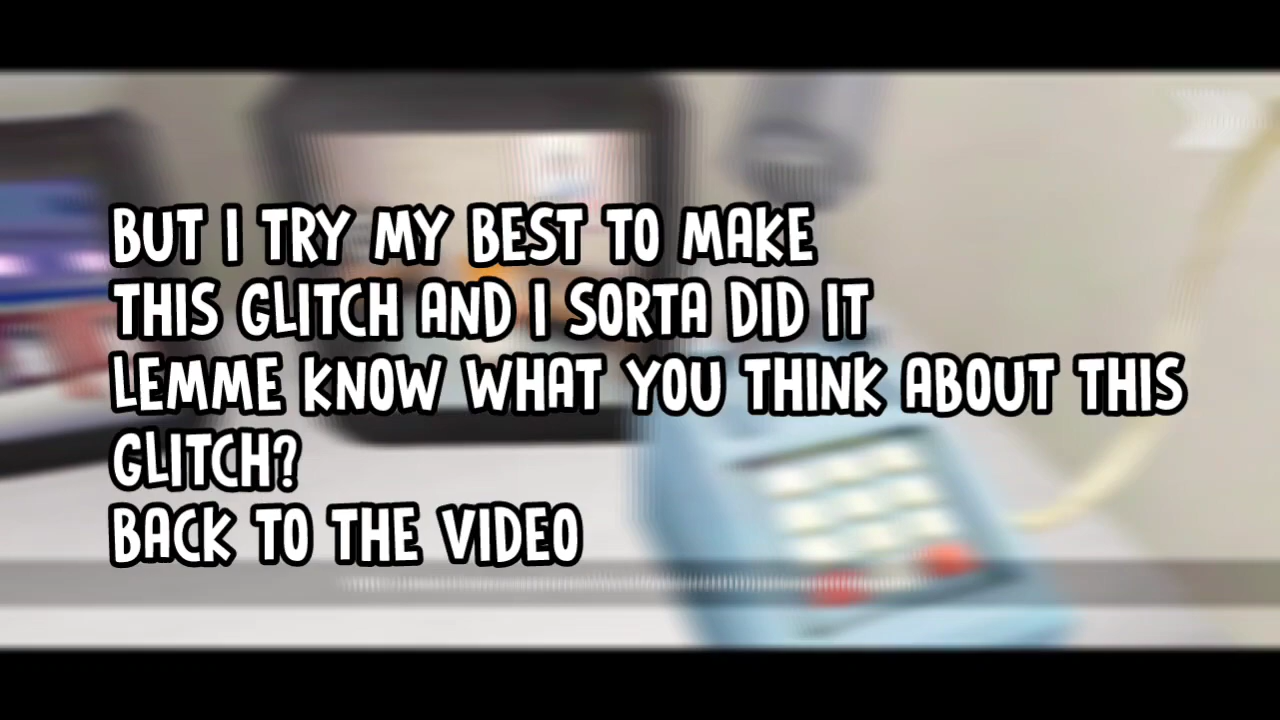 BUT I TRY MY BEST TO MAKE
THIS GLITCH AND I SORTA DID IT
LEMME KNOW WHAT YOU THINK ABOUT THIS
GLITCH?
BACK TO THE VIDEO